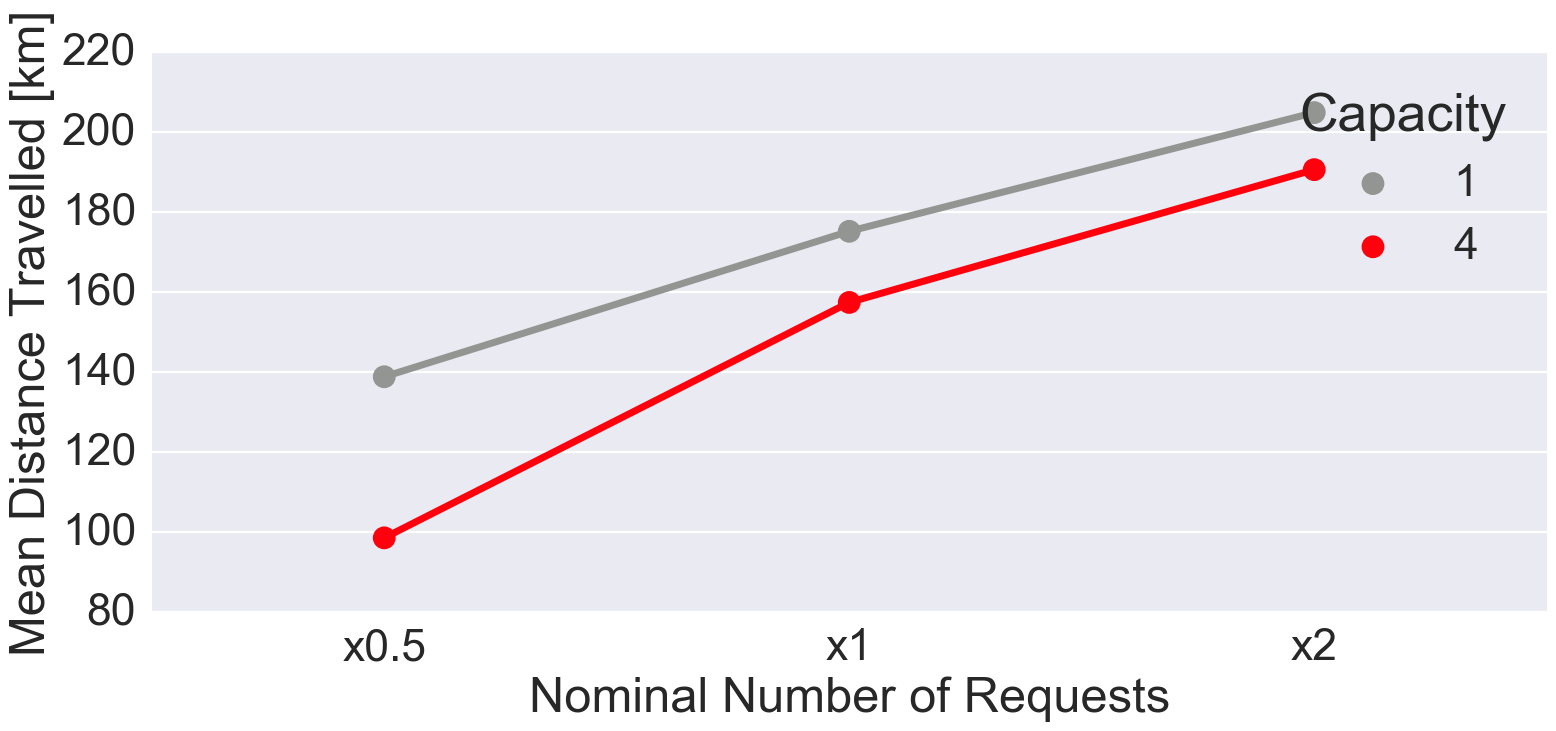 Mean Distance Travelled [km]
220
200
180
160
140
120
100
80
Capacity
1
4
x0.5
x1
x2
Nominal Number of Requests